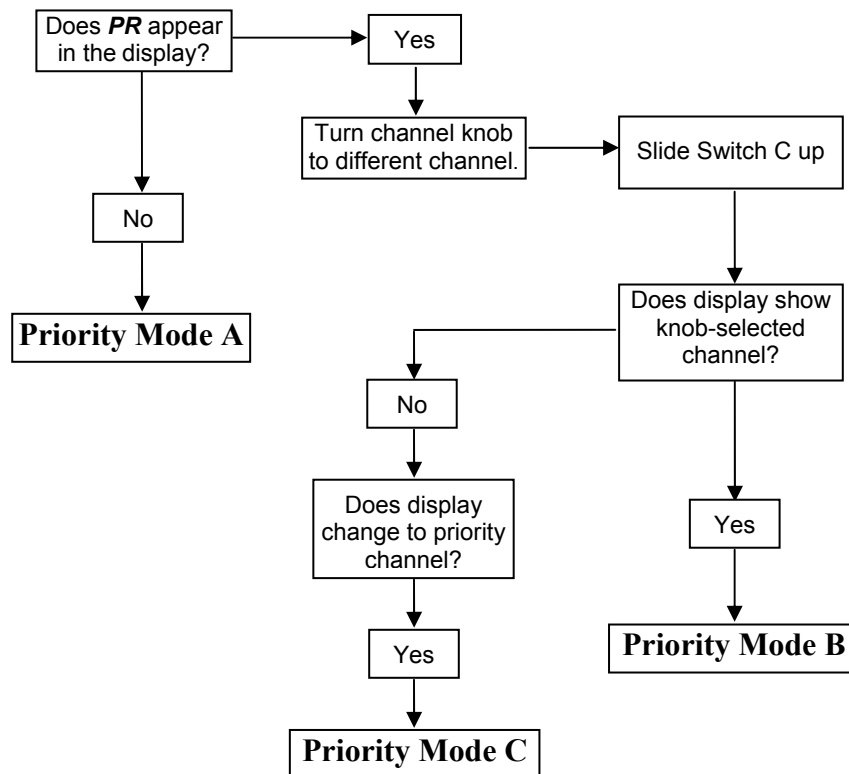 Does PR appear
in the display?
Yes
Turn channel knob
to different channel.
Slide Switch C up
No
Priority Mode A
Does display show
knob-selected
channel?
No
Does display
change to priority
channel?
Yes
Yes
Priority Mode B
Priority Mode C